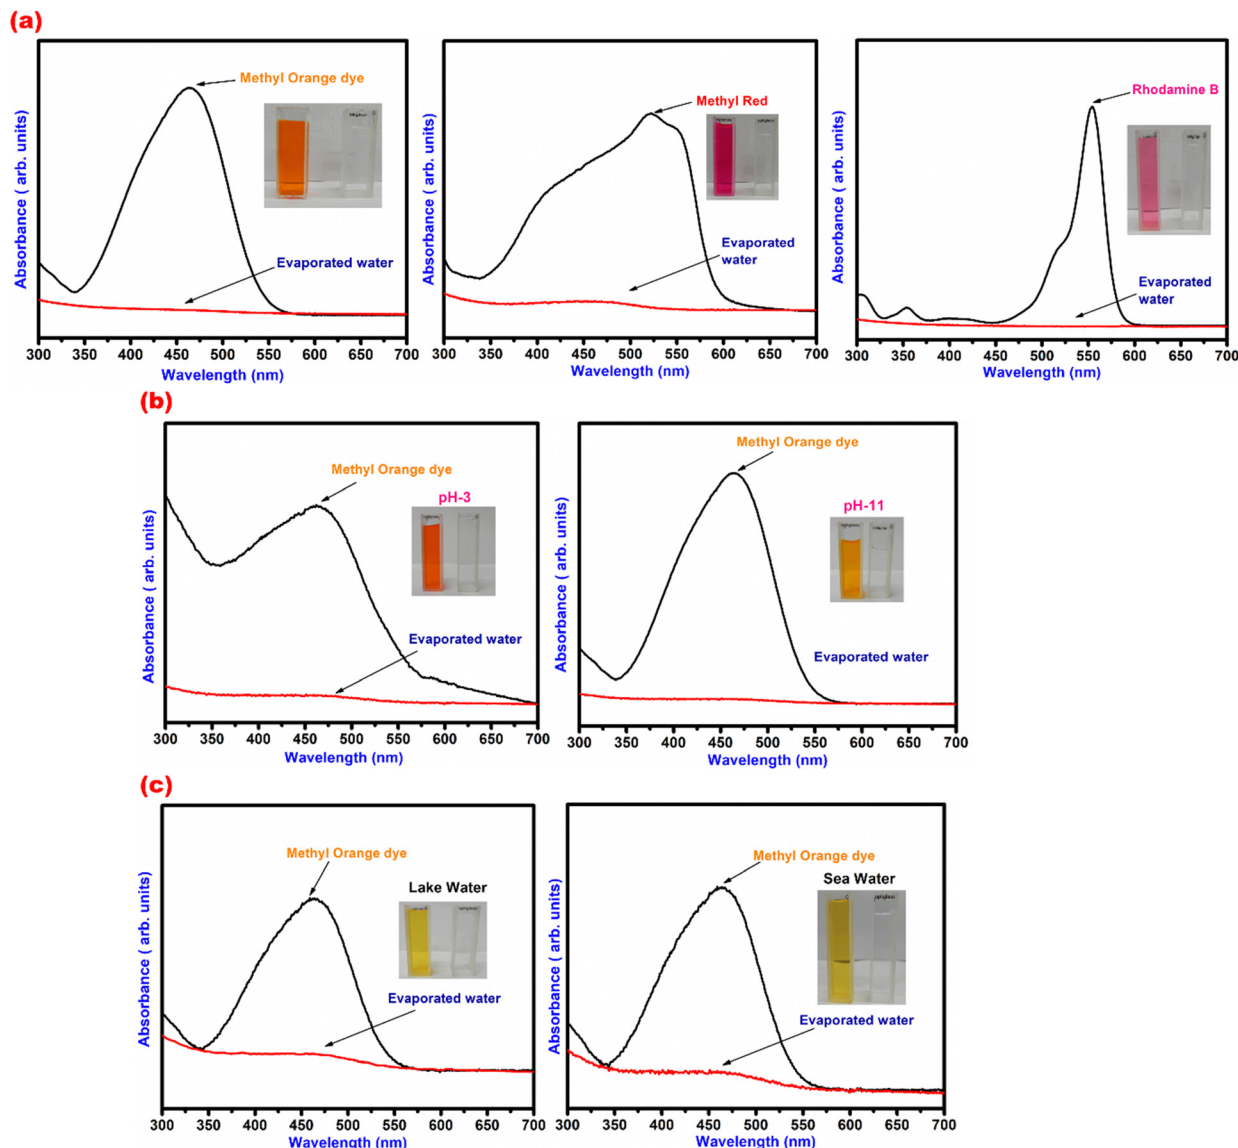 (a)
Absorbance ( arb. units)
Methyl Orange dye
Evaporated water
300 350 400 450 500 550 600 650 700
Wavelength (nm)
Absorbance ( arb. units)
Methyl Red
Evaporated
water
300 350 400 450 500 550 600 650 700
Wavelength (nm)
Absorbance ( arb. units)
Rhodamine B
Evaporated
water
300 350 400 450 500 550 600 650 700
Wavelength (nm)
(b)
Absorbance ( arb. units)
Methyl Orange dye
pH-3
Evaporated water
300 350 400 450 500 550 600 650 700
Wavelength (nm)
Absorbance ( arb. units)
Methyl Orange dye
pH-11
Evaporated water
300 350 400 450 500 550 600 650 700
Wavelength (nm)
(c)
Absorbance ( arb. units)
Methyl Orange dye
Lake Water
Evaporated water
300 350 400 450 500 550 600 650 700
Wavelength (nm)
Absorbance ( arb. units)
Methyl Orange dye
Sea Water
Evaporated water
300 350 400 450 500 550 600 650 700
Wavelength (nm)